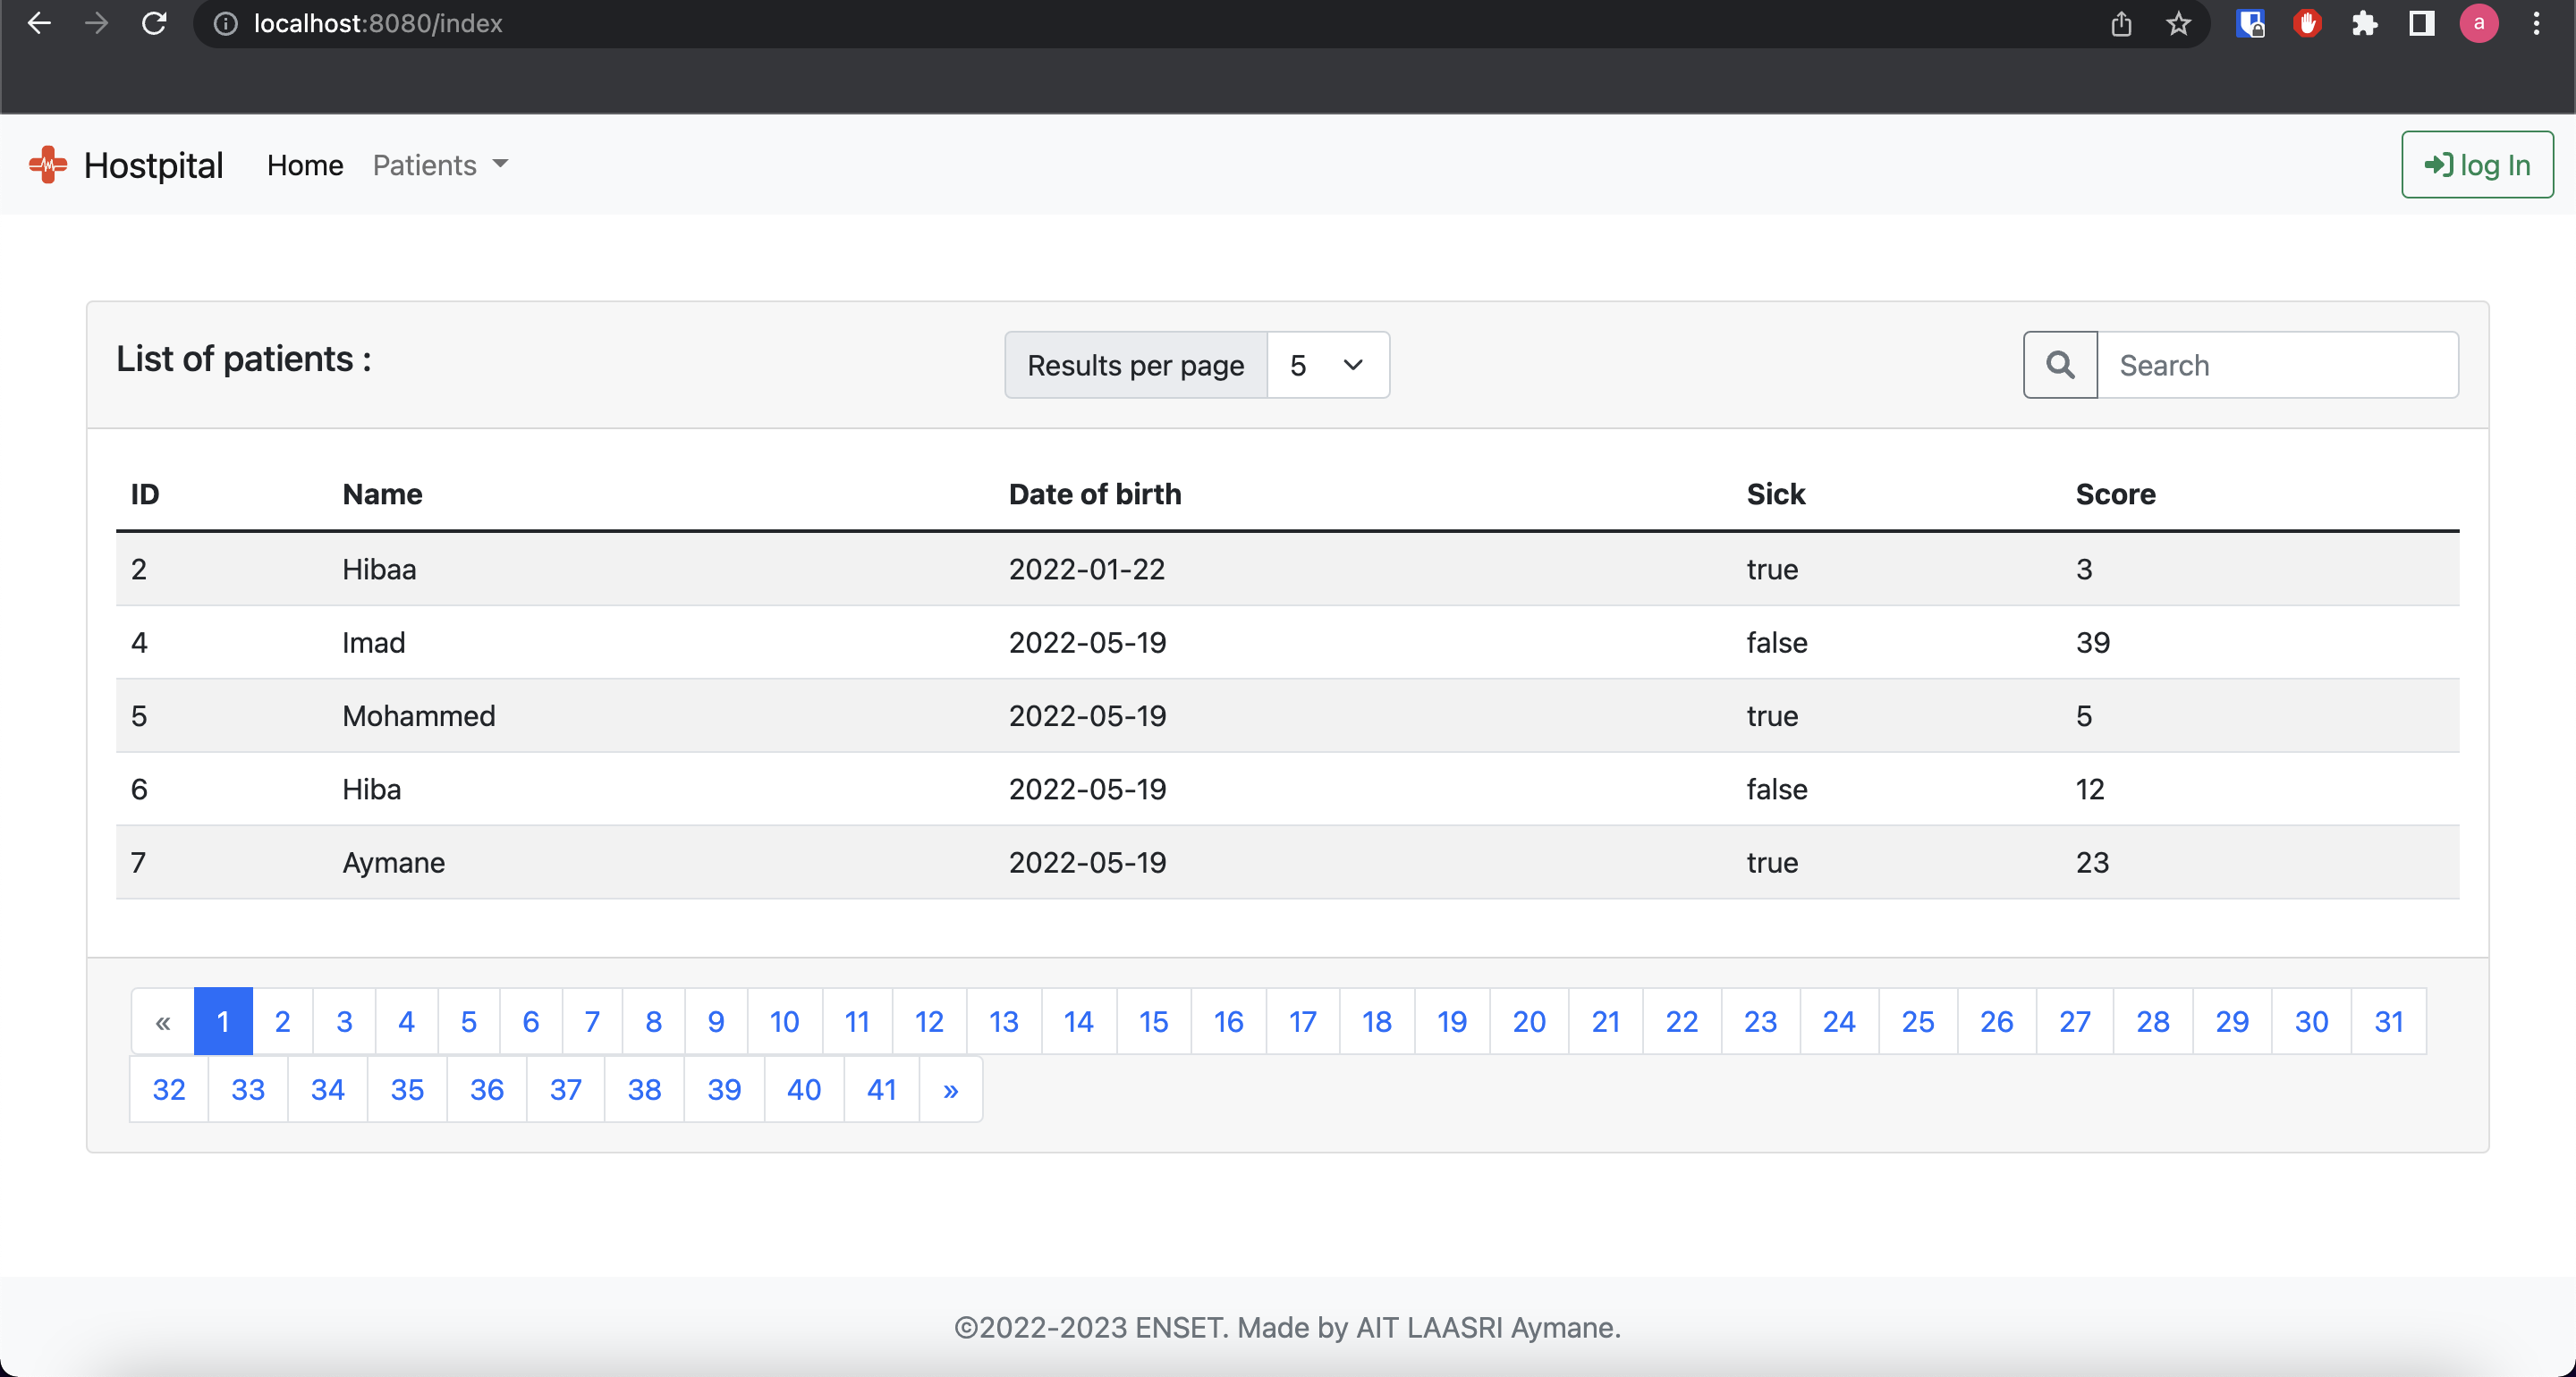 localhost:8080/index
a
Hostpital Home Patients log In
List of patients : Results per page 5 Search
ID Name Date of birth Sick Score
2 Hibaa 2022-01-22 true 3
4 Imad 2022-05-19 false 39
5 Mohammed 2022-05-19 true 5
6 Hiba 2022-05-19 false 12
7 Aymane 2022-05-19 true 23
« 1 2 3 4 5 6 7 8 9 10 11 12 13 14 15 16 17 18 19 20 21 22 23 24 25 26 27 28 29 30 31
32 33 34 35 36 37 38 39 40 41 »
©2022-2023 ENSET. Made by AIT LAASRI Aymane.